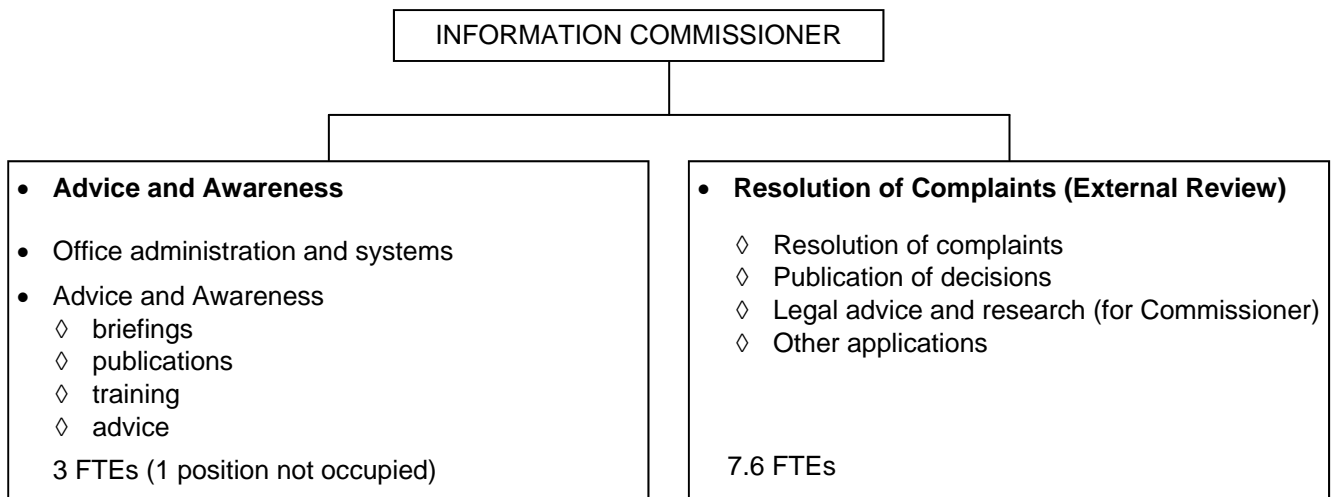 INFORMATION COMMISSIONER
• Advice and Awareness
• Office administration and systems
• Advice and Awareness
◊ briefings
◊ publications
◊ training
◊ advice
3 FTEs (1 position not occupied)
• Resolution of Complaints (External Review)
◊ Resolution of complaints
◊ Publication of decisions
◊ Legal advice and research (for Commissioner)
◊ Other applications
7.6 FTEs